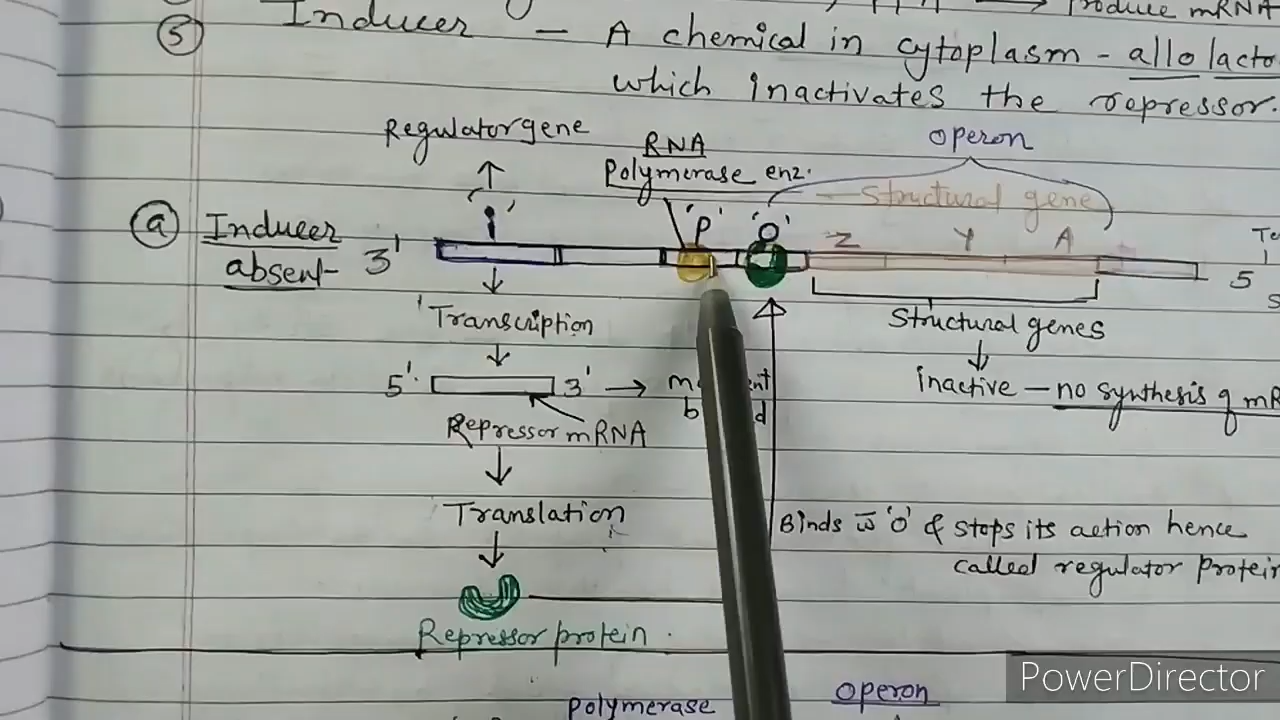 produce mRNA
⑤ Inducer – A chemical in cytoplasm - allo lacto
which inactivates the repressor.
Regulator gene
RNA
Polymerase enz.
Operon
Structural gene
ⓐ Inducer
absent-
3'
'i'
'P'
'O'
Z Y A
5
Te
S
Transcription
Structural genes
5' 3' →
inactive – no synthesis of mR
Repressor mRNA
Translation
Binds w̄ 'O' & stops its action hence
called regulator protein
Repressor protein.
Polymerase
Operon
PowerDirector